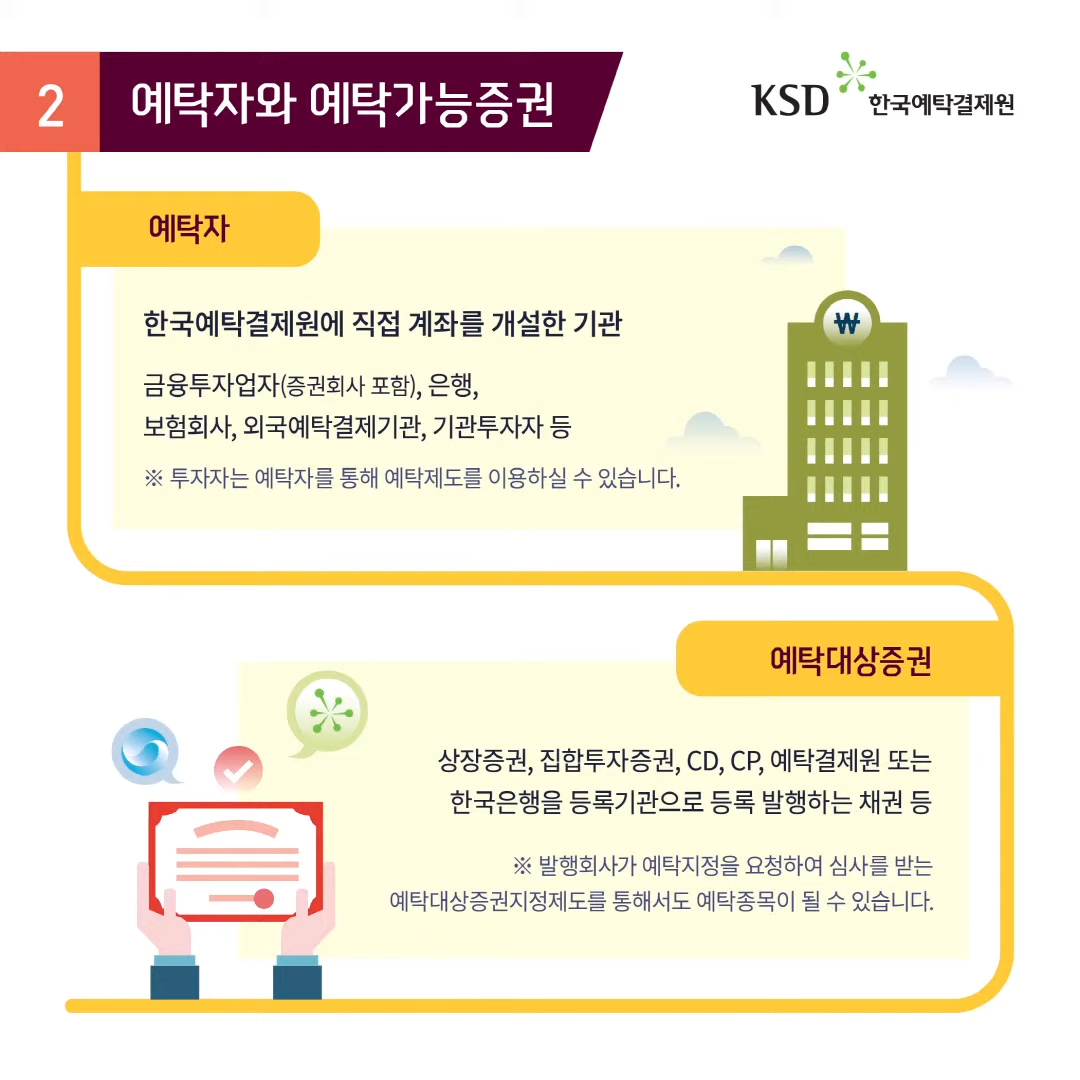 2
예탁자와 예탁가능증권
KSD 한국예탁결제원
예탁자
한국예탁결제원에 직접 계좌를 개설한 기관
금융투자업자(증권회사 포함), 은행,
보험회사, 외국예탁결제기관, 기관투자자 등
※ 투자자는 예탁자를 통해 예탁제도를 이용하실 수 있습니다.
₩
예탁대상증권
상장증권, 집합투자증권, CD, CP, 예탁결제원 또는
한국은행을 등록기관으로 등록 발행하는 채권 등
※ 발행회사가 예탁지정을 요청하여 심사를 받는
예탁대상증권지정제도를 통해서도 예탁종목이 될 수 있습니다.